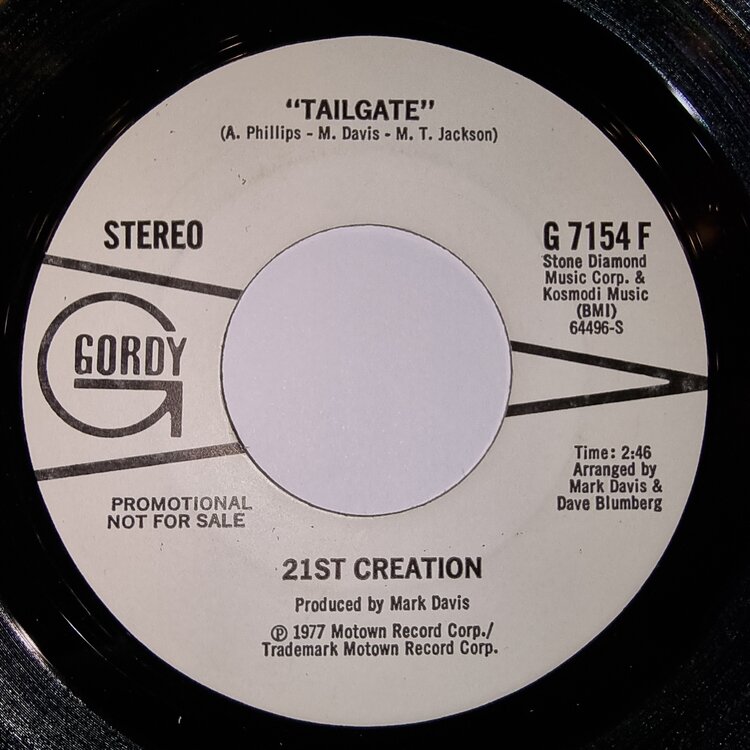 "TAILGATE"
(A. Phillips - M. Davis - M. T. Jackson)
STEREO
G 7154 F
Stone Diamond
Music Corp. &
Kosmodi Music
(BMI)
64496-S
GORDY
Time: 2:46
Arranged by
Mark Davis &
Dave Blumberg
PROMOTIONAL
NOT FOR SALE
21ST CREATION
Produced by Mark Davis
℗ 1977 Motown Record Corp./
Trademark Motown Record Corp.